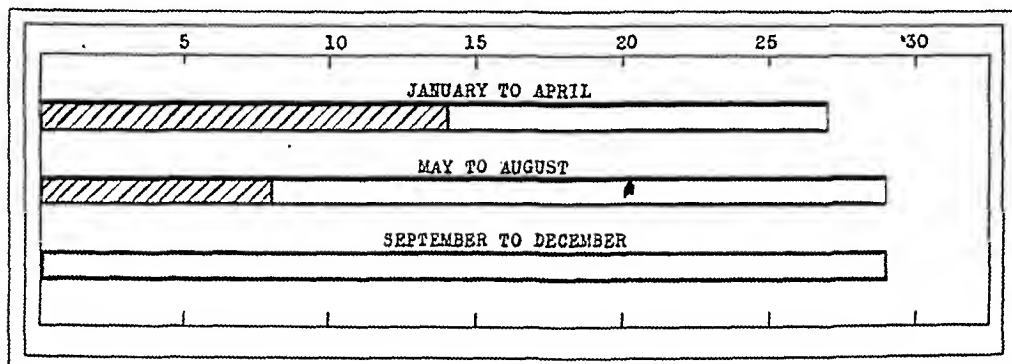 5 10 15 20 25 30
JANUARY TO APRIL
MAY TO AUGUST
SEPTEMBER TO DECEMBER